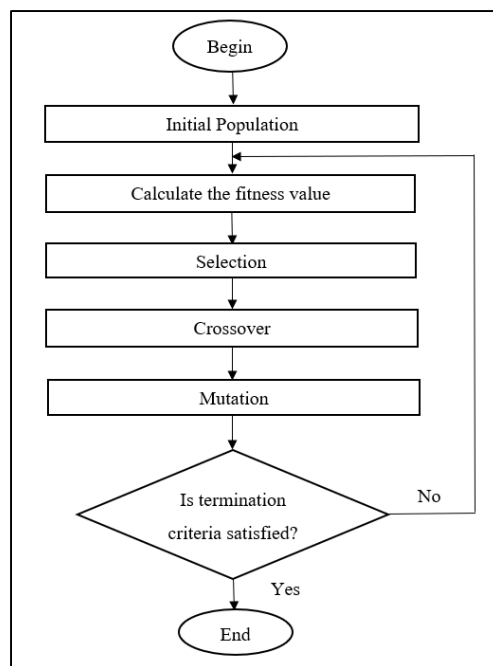 Begin
Initial Population
Calculate the fitness value
Selection
Crossover
Mutation
Is termination
criteria satisfied?
No
Yes
End